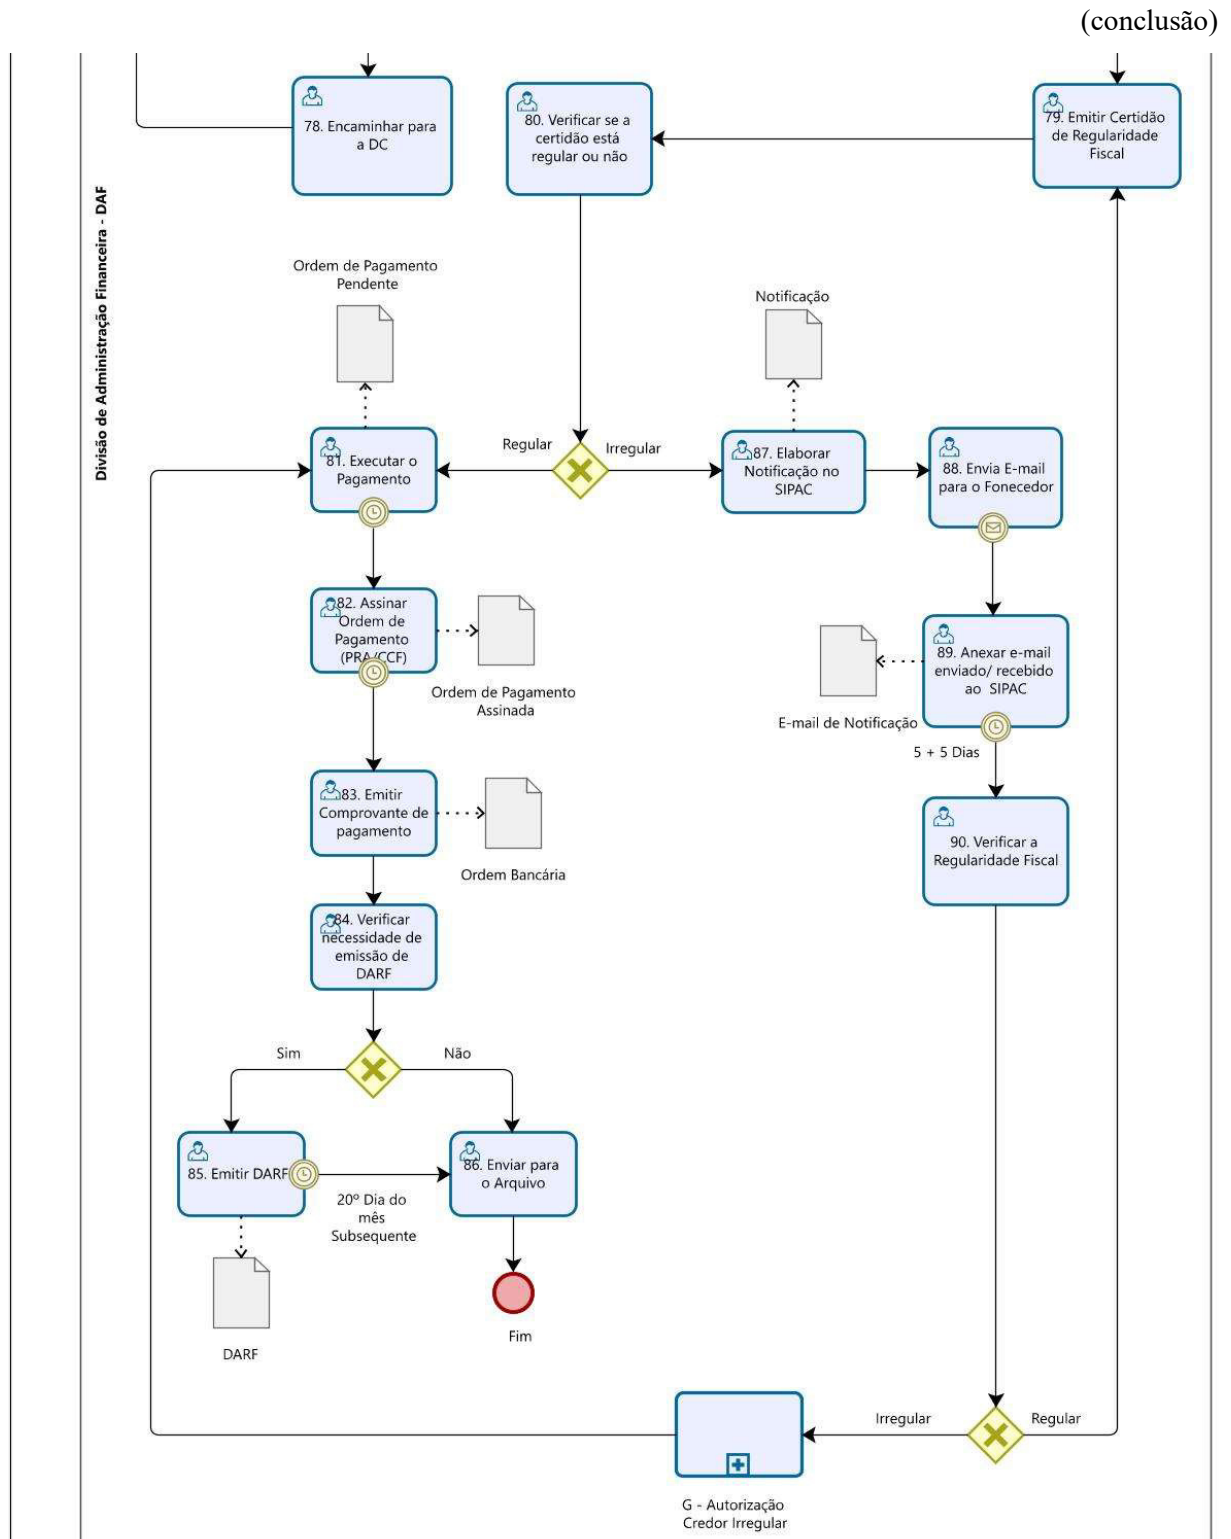 (conclusão)
Divisão de Administração Financeira - DAF
78. Encaminhar para
a DC
80. Verificar se a
certidão está
regular ou não
79. Emitir Certidão
de Regularidade
Fiscal
Ordem de Pagamento
Pendente
Notificação
Regular
Irregular
81. Executar o
Pagamento
87. Elaborar
Notificação no
SIPAC
88. Envia E-mail
para o Fonecedor
82. Assinar
Ordem de
Pagamento
(PRA/CCF)
Ordem de Pagamento
Assinada
89. Anexar e-mail
enviado/ recebido
ao SIPAC
E-mail de Notificação
5 + 5 Dias
83. Emitir
Comprovante de
pagamento
Ordem Bancária
90. Verificar a
Regularidade Fiscal
84. Verificar
necessidade de
emissão de
DARF
Sim
Não
85. Emitir DARF
20º Dia do
mês
Subsequente
86. Enviar para
o Arquivo
DARF
Fim
Irregular
Regular
G - Autorização
Credor Irregular